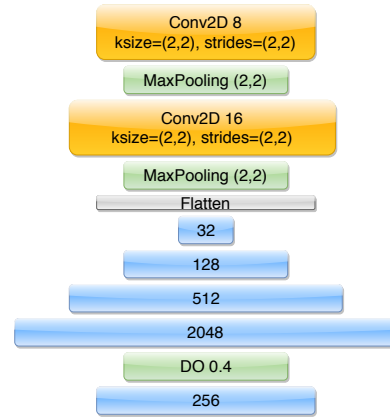 Conv2D 8
ksize=(2,2), strides=(2,2)
MaxPooling (2,2)
Conv2D 16
ksize=(2,2), strides=(2,2)
MaxPooling (2,2)
Flatten
32
128
512
2048
DO 0.4
256